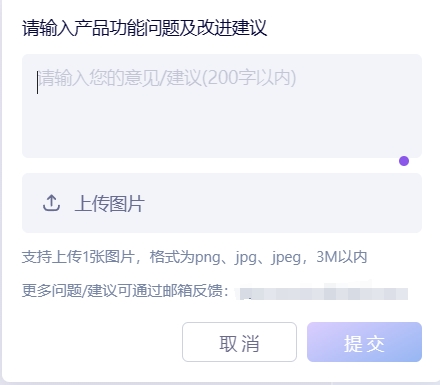 请输入产品功能问题及改进建议
请输入您的意见/建议(200字以内)
上传图片
支持上传1张图片，格式为png、jpg、jpeg，3M以内
更多问题/建议可通过邮箱反馈：
取消
提交